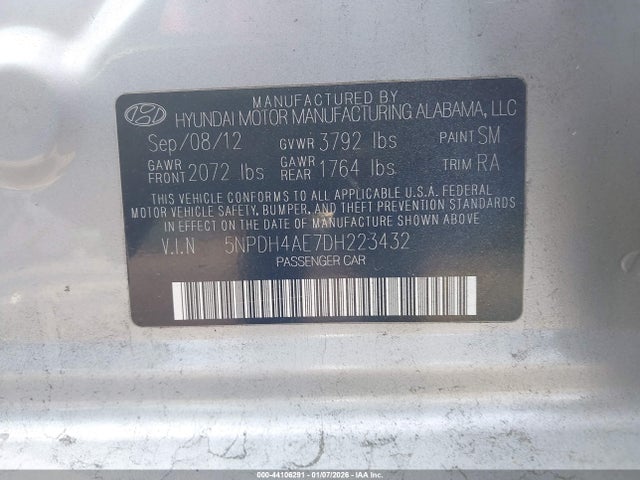 MANUFACTURED BY
HYUNDAI MOTOR MANUFACTURING ALABAMA, LLC
Sep/08/12 GVWR 3792 lbs PAINT SM
GAWR FRONT 2072 lbs GAWR REAR 1764 lbs TRIM RA
THIS VEHICLE CONFORMS TO ALL APPLICABLE U.S.A. FEDERAL
MOTOR VEHICLE SAFETY, BUMPER, AND THEFT PREVENTION STANDARDS
IN EFFECT ON THE DATE OF MANUFACTURE SHOWN ABOVE.
V.I.N 5NPDH4AE7DH223432
PASSENGER CAR
000-44106291 - 01/07/2026 - IAA Inc.